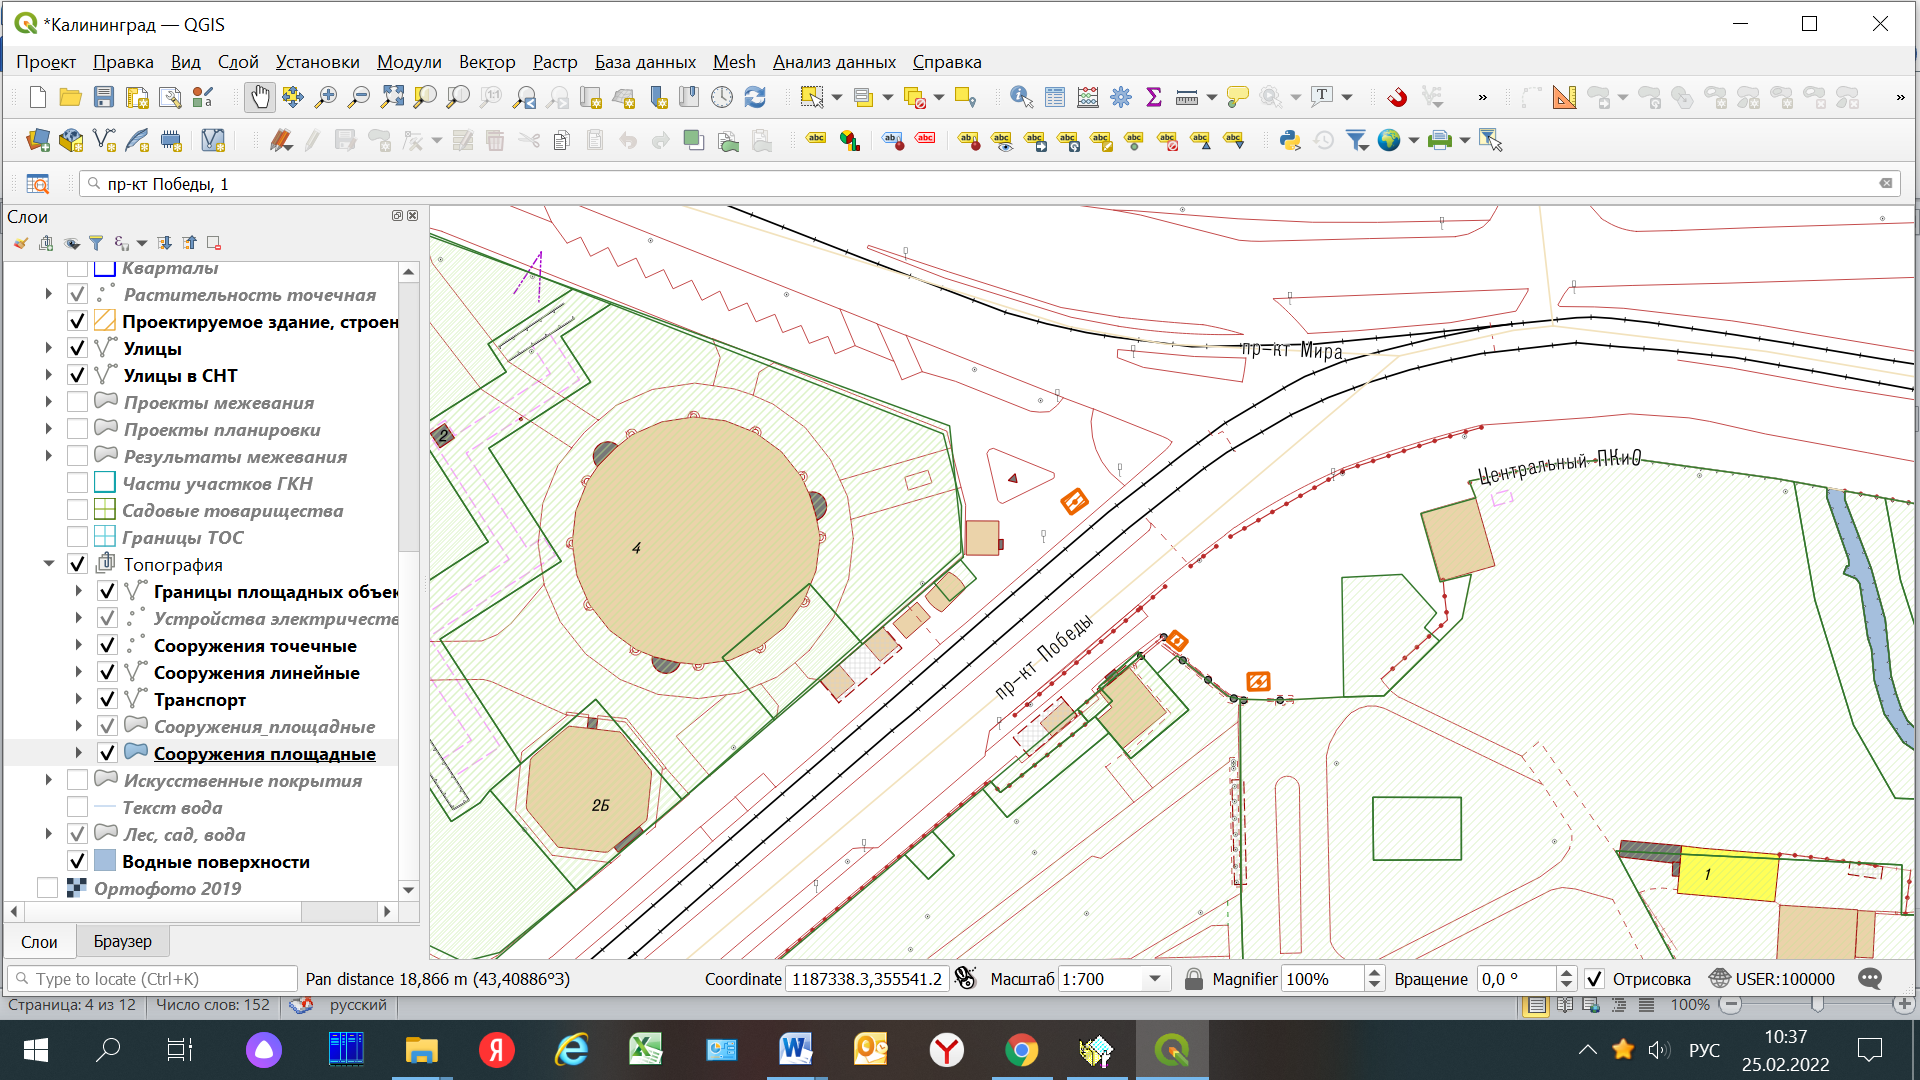 *Калининград — QGIS
Проект Правка Вид Слой Установки Модули Вектор Растр База данных Mesh Анализ данных Справка
пр-кт Победы, 1
Слои
Кварталы
Растительность точечная
Проектируемое здание, строен
Улицы
Улицы в СНТ
Проекты межевания
Проекты планировки
Результаты межевания
Части участков ГКН
Садовые товарищества
Границы ТОС
Топография
Границы площадных объек
Устройства электричестве
Сооружения точечные
Сооружения линейные
Транспорт
Сооружения_площадные
Сооружения площадные
Искусственные покрытия
Текст вода
Лес, сад, вода
Водные поверхности
Ортофото 2019
Слои Браузер
пр-кт Мира
Центральный ПКиО
2
4
пр-кт Победы
2Б
1
Type to locate (Ctrl+K) Pan distance 18,866 m (43,40886°З) Coordinate 1187338.3,355541.2 Масштаб 1:700 Magnifier 100% Вращение 0,0 ° Отрисовка USER:100000
Страница: 4 из 12 Число слов: 152 русский 100%
РУС
10:37
25.02.2022